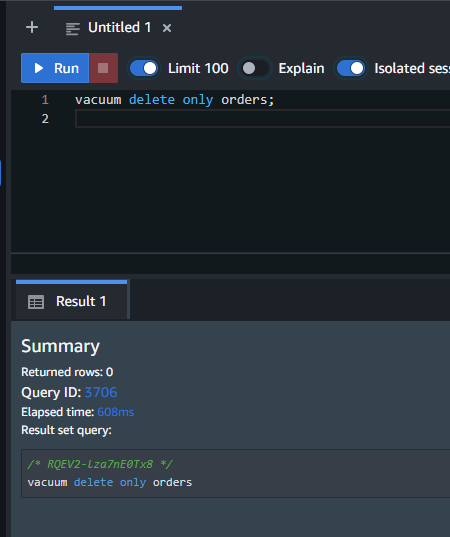 Untitled 1
Run Limit 100 Explain Isolated ses
1 vacuum delete only orders;
2
Result 1
Summary
Returned rows: 0
Query ID: 3706
Elapsed time: 608ms
Result set query:
/* RQEV2-lza7nE0Tx8 */
vacuum delete only orders